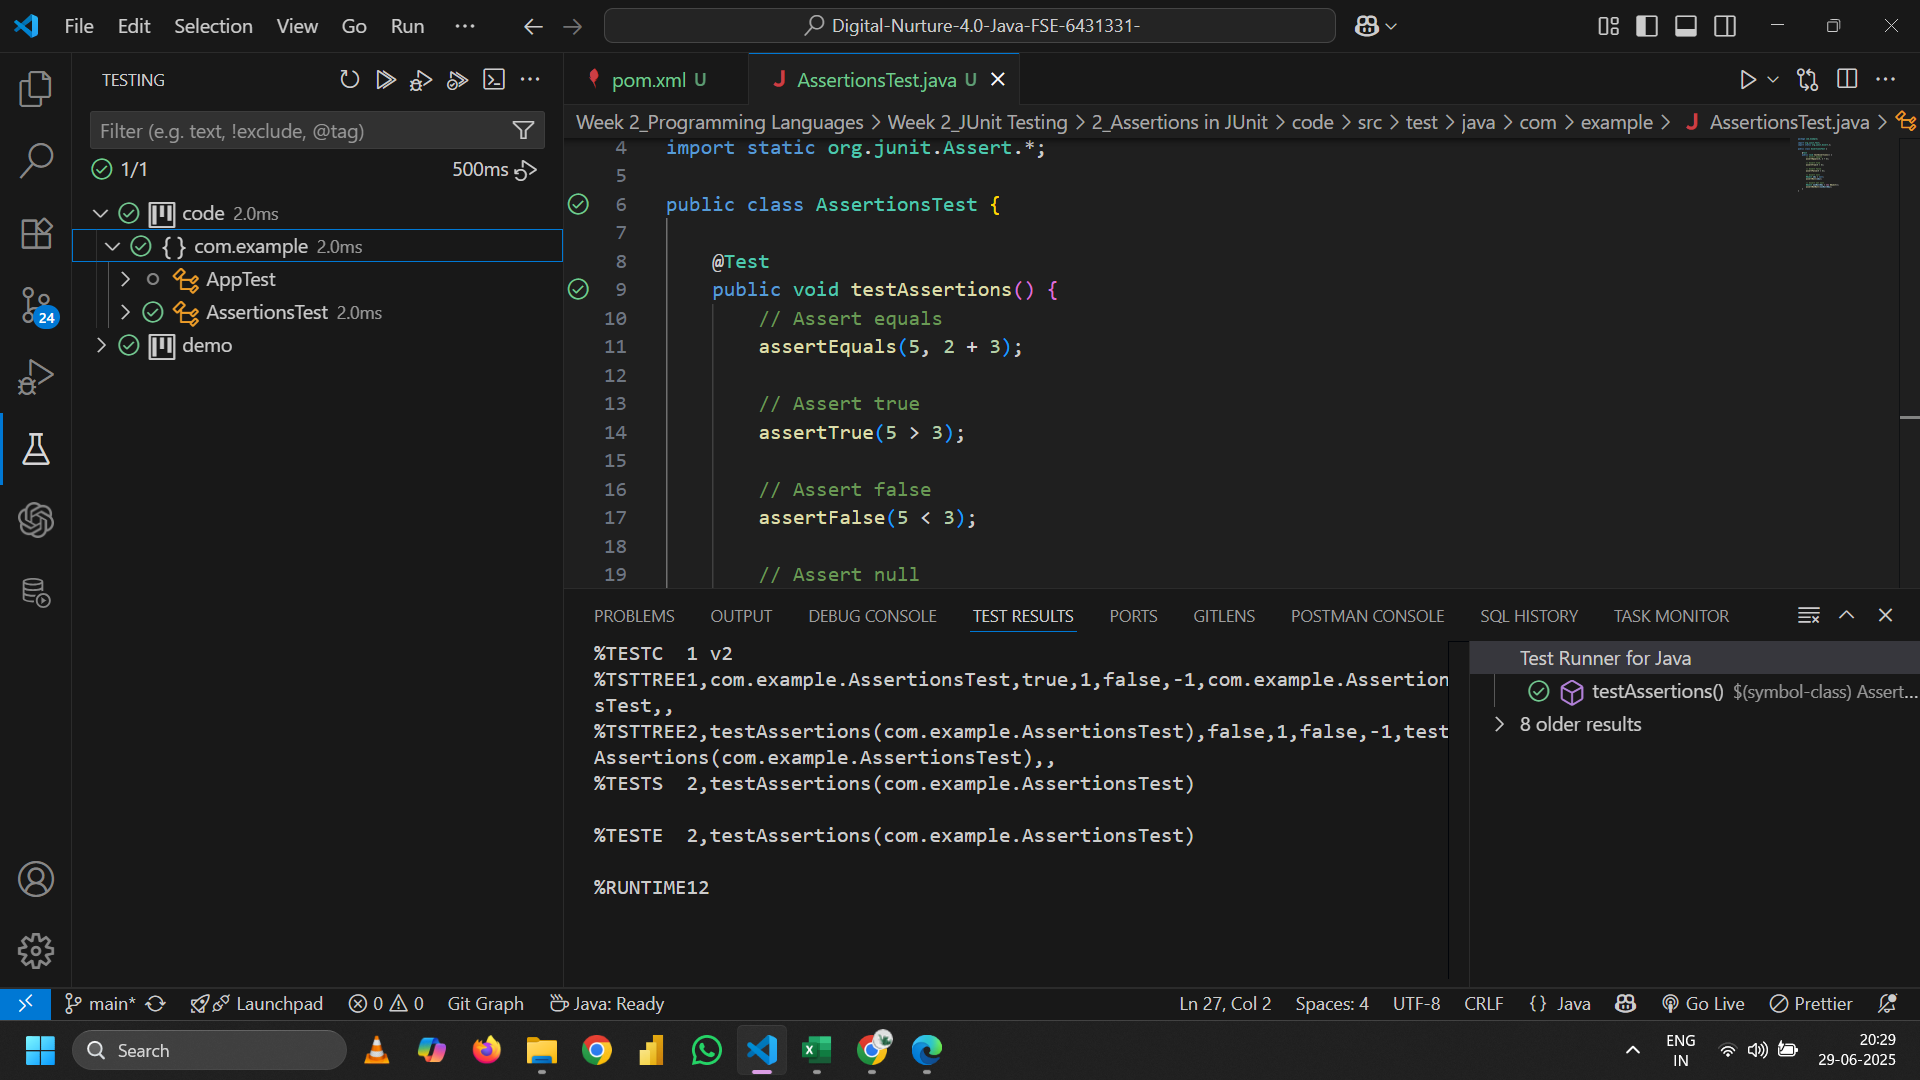 File Edit Selection View Go Run ···
Digital-Nurture-4.0-Java-FSE-6431331-
TESTING
Filter (e.g. text, !exclude, @tag)
1/1 500ms
code 2.0ms
{ } com.example 2.0ms
AppTest
AssertionsTest 2.0ms
demo
24
pom.xml U
J AssertionsTest.java U
Week 2_Programming Languages > Week 2_JUnit Testing > 2_Assertions in JUnit > code > src > test > java > com > example > J AssertionsTest.java >
4 import static org.junit.Assert.*;
5
6 public class AssertionsTest {
7
8 @Test
9 public void testAssertions() {
10 // Assert equals
11 assertEquals(5, 2 + 3);
12
13 // Assert true
14 assertTrue(5 > 3);
15
16 // Assert false
17 assertFalse(5 < 3);
18
19 // Assert null
PROBLEMS OUTPUT DEBUG CONSOLE TEST RESULTS PORTS GITLENS POSTMAN CONSOLE SQL HISTORY TASK MONITOR
%TESTC 1 v2
%TSTTREE1,com.example.AssertionsTest,true,1,false,-1,com.example.Assertion
sTest,,
%TSTTREE2,testAssertions(com.example.AssertionsTest),false,1,false,-1,test
Assertions(com.example.AssertionsTest),,
%TESTS 2,testAssertions(com.example.AssertionsTest)
%TESTE 2,testAssertions(com.example.AssertionsTest)
%RUNTIME12
Test Runner for Java
testAssertions() $(symbol-class) Assert...
8 older results
main* Launchpad 0 0 Git Graph Java: Ready
Ln 27, Col 2 Spaces: 4 UTF-8 CRLF {} Java Go Live Prettier
Search
ENG
IN
20:29
29-06-2025